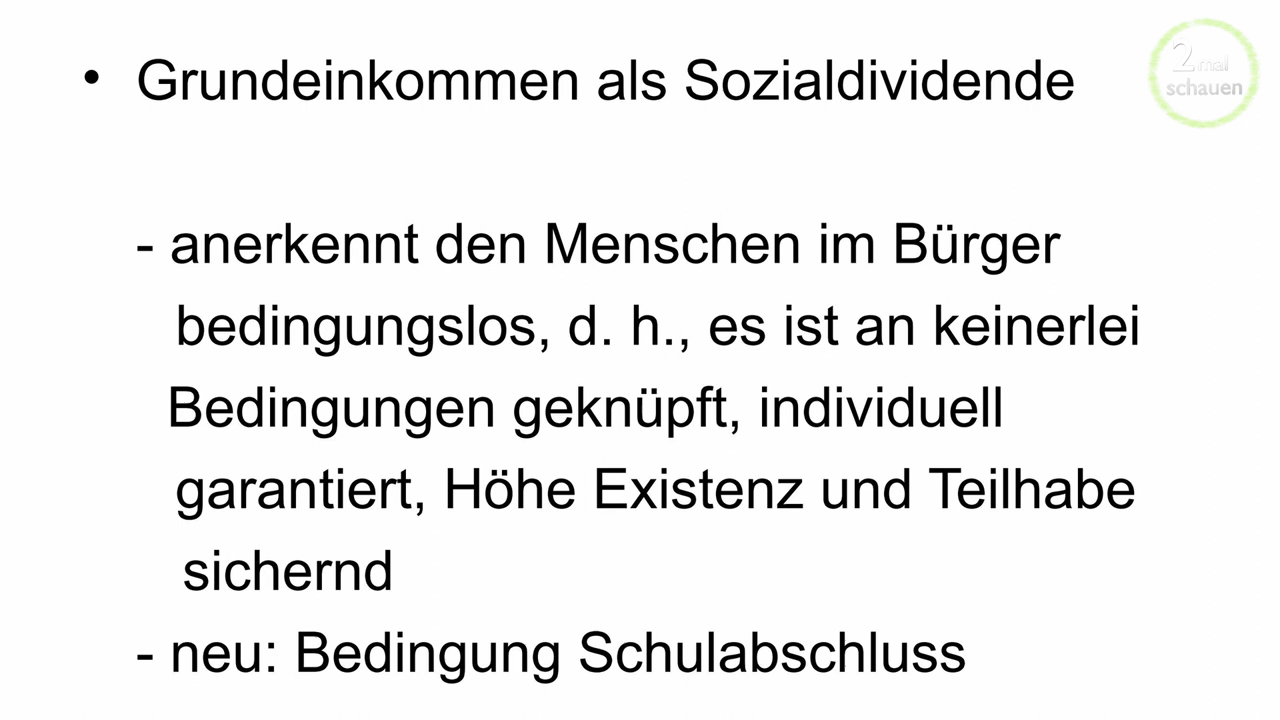 • Grundeinkommen als Sozialdividende
2 mal
schauen
- anerkennt den Menschen im Bürger
bedingungslos, d. h., es ist an keinerlei
Bedingungen geknüpft, individuell
garantiert, Höhe Existenz und Teilhabe
sichernd
- neu: Bedingung Schulabschluss